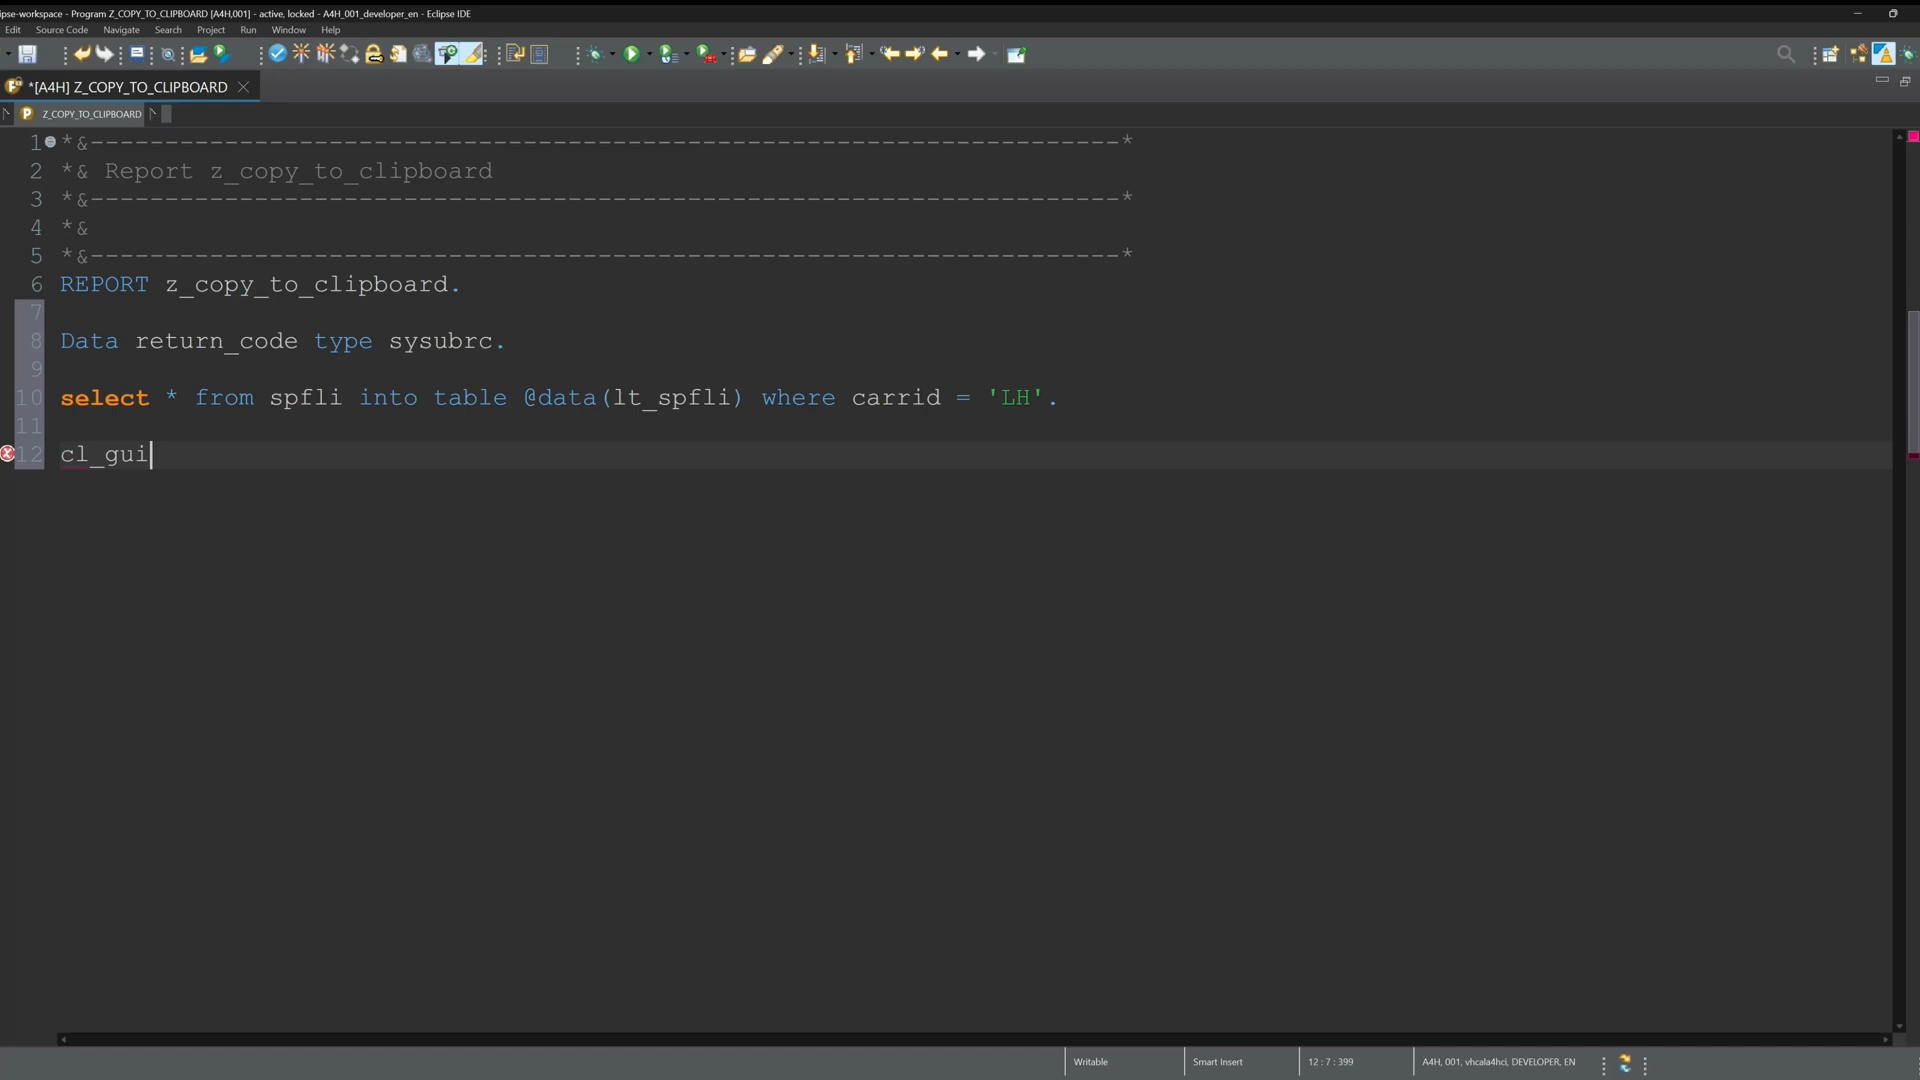 ipse-workspace - Program Z_COPY_TO_CLIPBOARD [A4H,001] - active, locked - A4H_001_developer_en - Eclipse IDE
Edit Source Code Navigate Search Project Run Window Help
*[A4H] Z_COPY_TO_CLIPBOARD
Z_COPY_TO_CLIPBOARD
1 *&---------------------------------------------------------------------*
2 *& Report z_copy_to_clipboard
3 *&---------------------------------------------------------------------*
4 *&
5 *&---------------------------------------------------------------------*
6 REPORT z_copy_to_clipboard.
7
8 Data return_code type sysubrc.
9
10 select * from spfli into table @data(lt_spfli) where carrid = 'LH'.
11
12 cl_gui
Writable Smart Insert 12 : 7 : 399 A4H, 001, vhcala4hci, DEVELOPER, EN